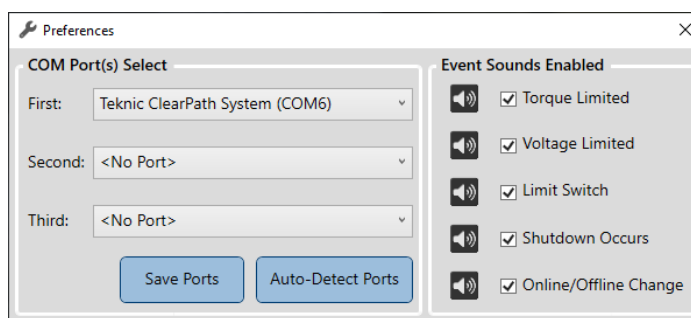 Preferences
COM Port(s) Select
First: Teknic ClearPath System (COM6)
Second: <No Port>
Third: <No Port>
Save Ports Auto-Detect Ports
Event Sounds Enabled
Torque Limited
Voltage Limited
Limit Switch
Shutdown Occurs
Online/Offline Change